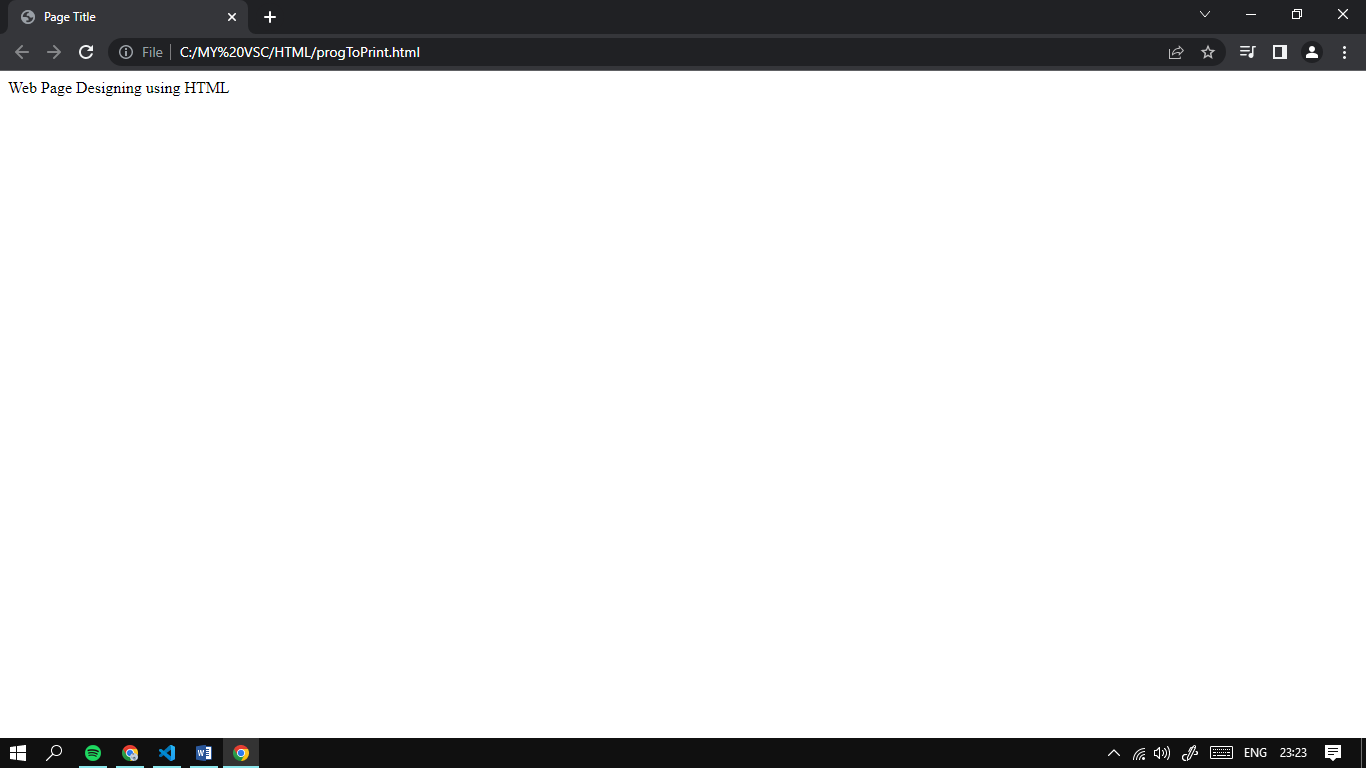 Page Title
File C:/MY%20VSC/HTML/progToPrint.html
Web Page Designing using HTML
ENG 23:23